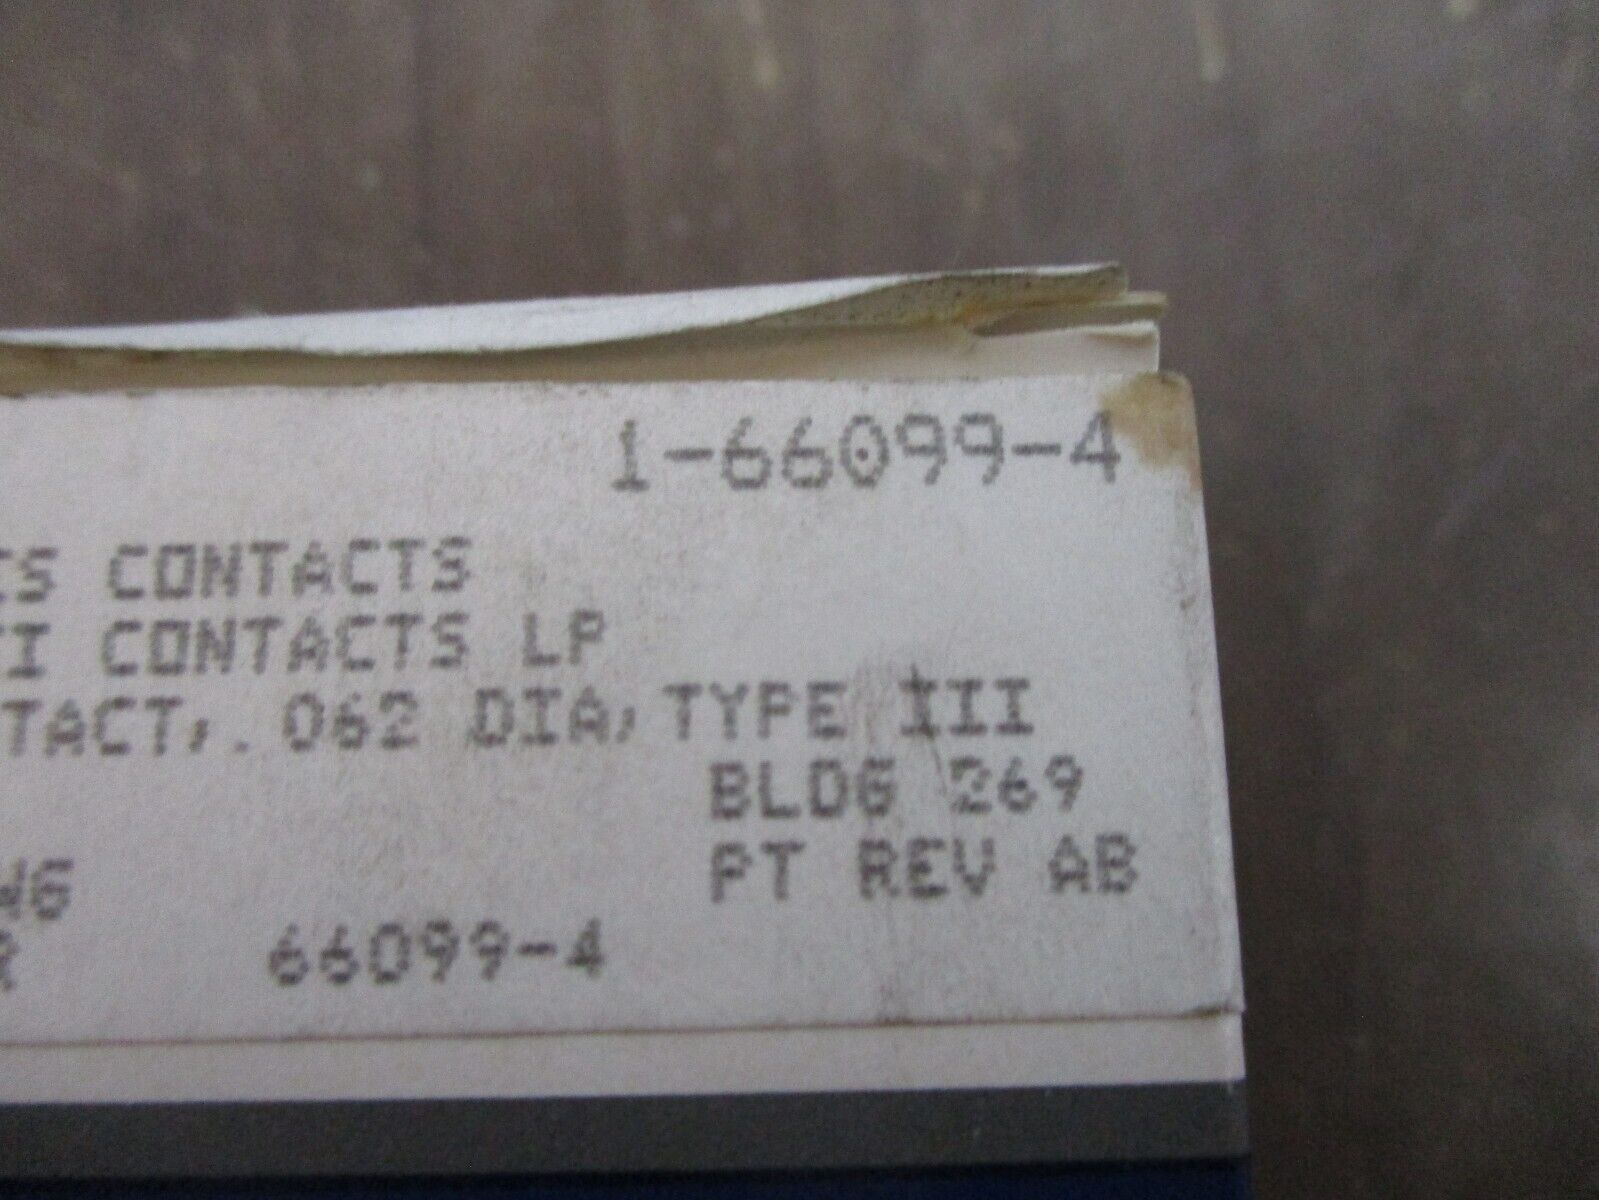 1-66099-4
CS CONTACTS
I CONTACTS LP
TACT,.062 DIA,TYPE III
BLDG 269
PT REV AB
NG
R 66099-4